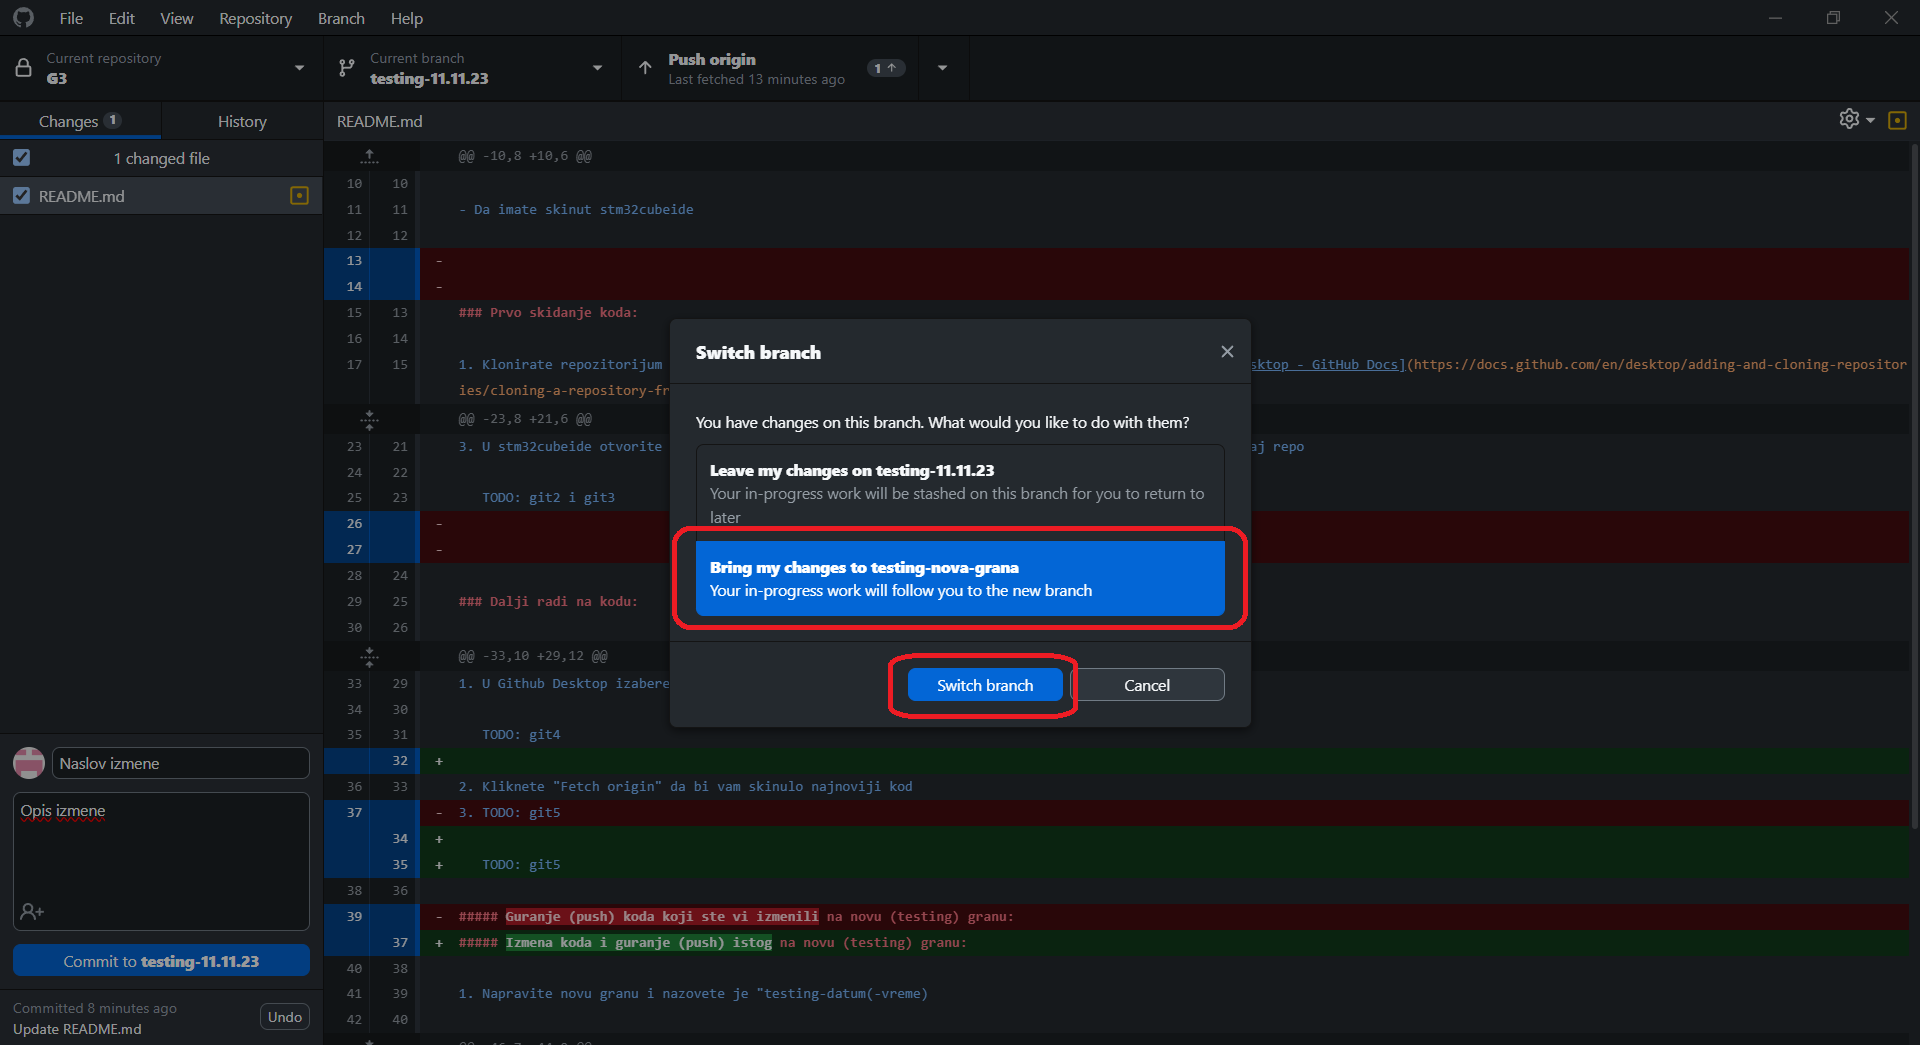 File Edit View Repository Branch Help
Current repository
G3
Current branch
testing-11.11.23
Push origin
Last fetched 13 minutes ago
1
Changes 1
History
README.md
1 changed file
README.md
@@ -10,8 +10,6 @@
10 10
11 11 - Da imate skinut stm32cubeide
12 12
13 -
14 -
15 13 ### Prvo skidanje koda:
16 14
17 15 1. Klonirate repozitorijum
sktop - GitHub Docs](https://docs.github.com/en/desktop/adding-and-cloning-repositor
ies/cloning-a-repository-fr
@@ -23,8 +21,6 @@
23 21 3. U stm32cubeide otvorite
aj repo
24 22
25 23 TODO: git2 i git3
26 -
27 -
28 24
29 25 ### Dalji radi na kodu:
30 26
@@ -33,10 +29,12 @@
33 29 1. U Github Desktop izabere
34 30
35 31 TODO: git4
32 +
36 33 2. Kliknete "Fetch origin" da bi vam skinulo najnoviji kod
37 - 3. TODO: git5
34 +
35 + TODO: git5
38 36
39 - ##### Guranje (push) koda koji ste vi izmenili na novu (testing) granu:
37 + ##### Izmena koda i guranje (push) istog na novu (testing) granu:
40 38
41 39 1. Napravite novu granu i nazovete je "testing-datum(-vreme)
42 40
Switch branch
You have changes on this branch. What would you like to do with them?
Leave my changes on testing-11.11.23
Your in-progress work will be stashed on this branch for you to return to
later
Bring my changes to testing-nova-grana
Your in-progress work will follow you to the new branch
Switch branch
Cancel
Naslov izmene
Opis izmene
Commit to testing-11.11.23
Committed 8 minutes ago
Update README.md
Undo